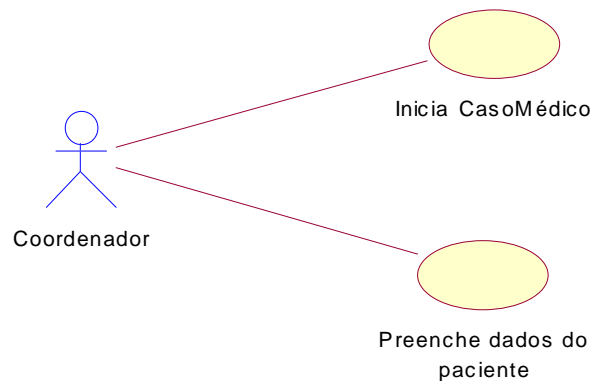 Inicia CasoMédico
Coordenador
Preenche dados do
paciente